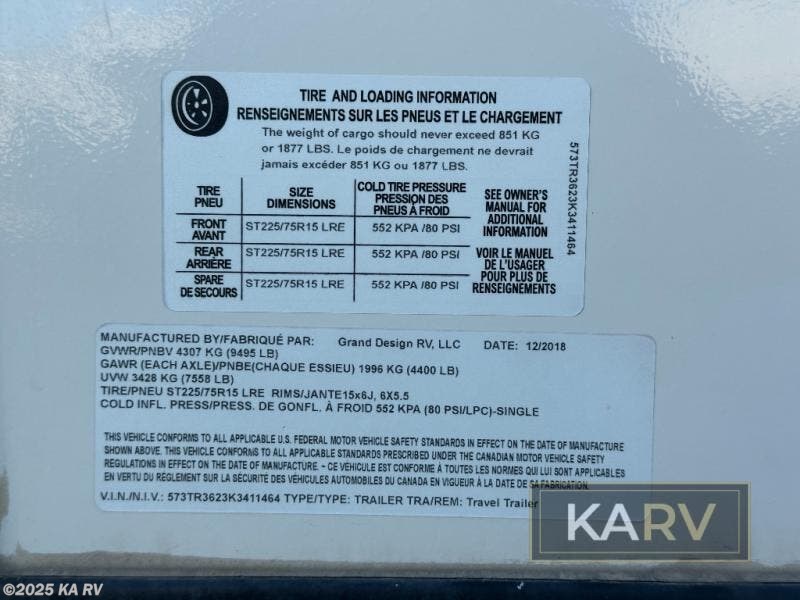 TIRE AND LOADING INFORMATION
RENSEIGNEMENTS SUR LES PNEUS ET LE CHARGEMENT
The weight of cargo should never exceed 851 KG
or 1877 LBS. Le poids de chargement ne devrait
jamais excéder 851 KG ou 1877 LBS.
TIRE
PNEU
SIZE
DIMENSIONS
COLD TIRE PRESSURE
PRESSION DES
PNEUS À FROID
FRONT
AVANT
ST225/75R15 LRE
552 KPA /80 PSI
REAR
ARRIÈRE
ST225/75R15 LRE
552 KPA /80 PSI
SPARE
DE SECOURS
ST225/75R15 LRE
552 KPA /80 PSI
SEE OWNER'S
MANUAL FOR
ADDITIONAL
INFORMATION
VOIR LE MANUEL
DE L'USAGER
POUR PLUS DE
RENSEIGNEMENTS
573TR3623K3411464
MANUFACTURED BY/FABRIQUÉ PAR: Grand Design RV, LLC DATE: 12/2018
GVWR/PNBV 4307 KG (9495 LB)
GAWR (EACH AXLE)/PNBE(CHAQUE ESSIEU) 1996 KG (4400 LB)
UVW 3428 KG (7558 LB)
TIRE/PNEU ST225/75R15 LRE RIMS/JANTE15x6J, 6X5.5
COLD INFL. PRESS/PRESS. DE GONFL. À FROID 552 KPA (80 PSI/LPC)-SINGLE
THIS VEHICLE CONFORMS TO ALL APPLICABLE U.S. FEDERAL MOTOR VEHICLE SAFETY STANDARDS IN EFFECT ON THE DATE OF MANUFACTURE
SHOWN ABOVE. THIS VEHICLE CONFORMS TO ALL APPLICABLE STANDARDS PRESCRIBED UNDER THE CANADIAN MOTOR VEHICLE SAFETY
REGULATIONS IN EFFECT ON THE DATE OF MANUFACTURE. - CE VÉHICULE EST CONFORME À TOUTES LES NORMES QUI LUI SONT APPLICABLES
EN VERTU DU RÈGLEMENT SUR LA SÉCURITÉ DES VÉHICULES AUTOMOBILES DU CANADA EN VIGUEUR À LA DATE DE SA FABRICATION.
V.I.N./N.I.V.: 573TR3623K3411464 TYPE/TYPE: TRAILER TRA/REM: Travel Trailer
KARV
©2025 KA RV